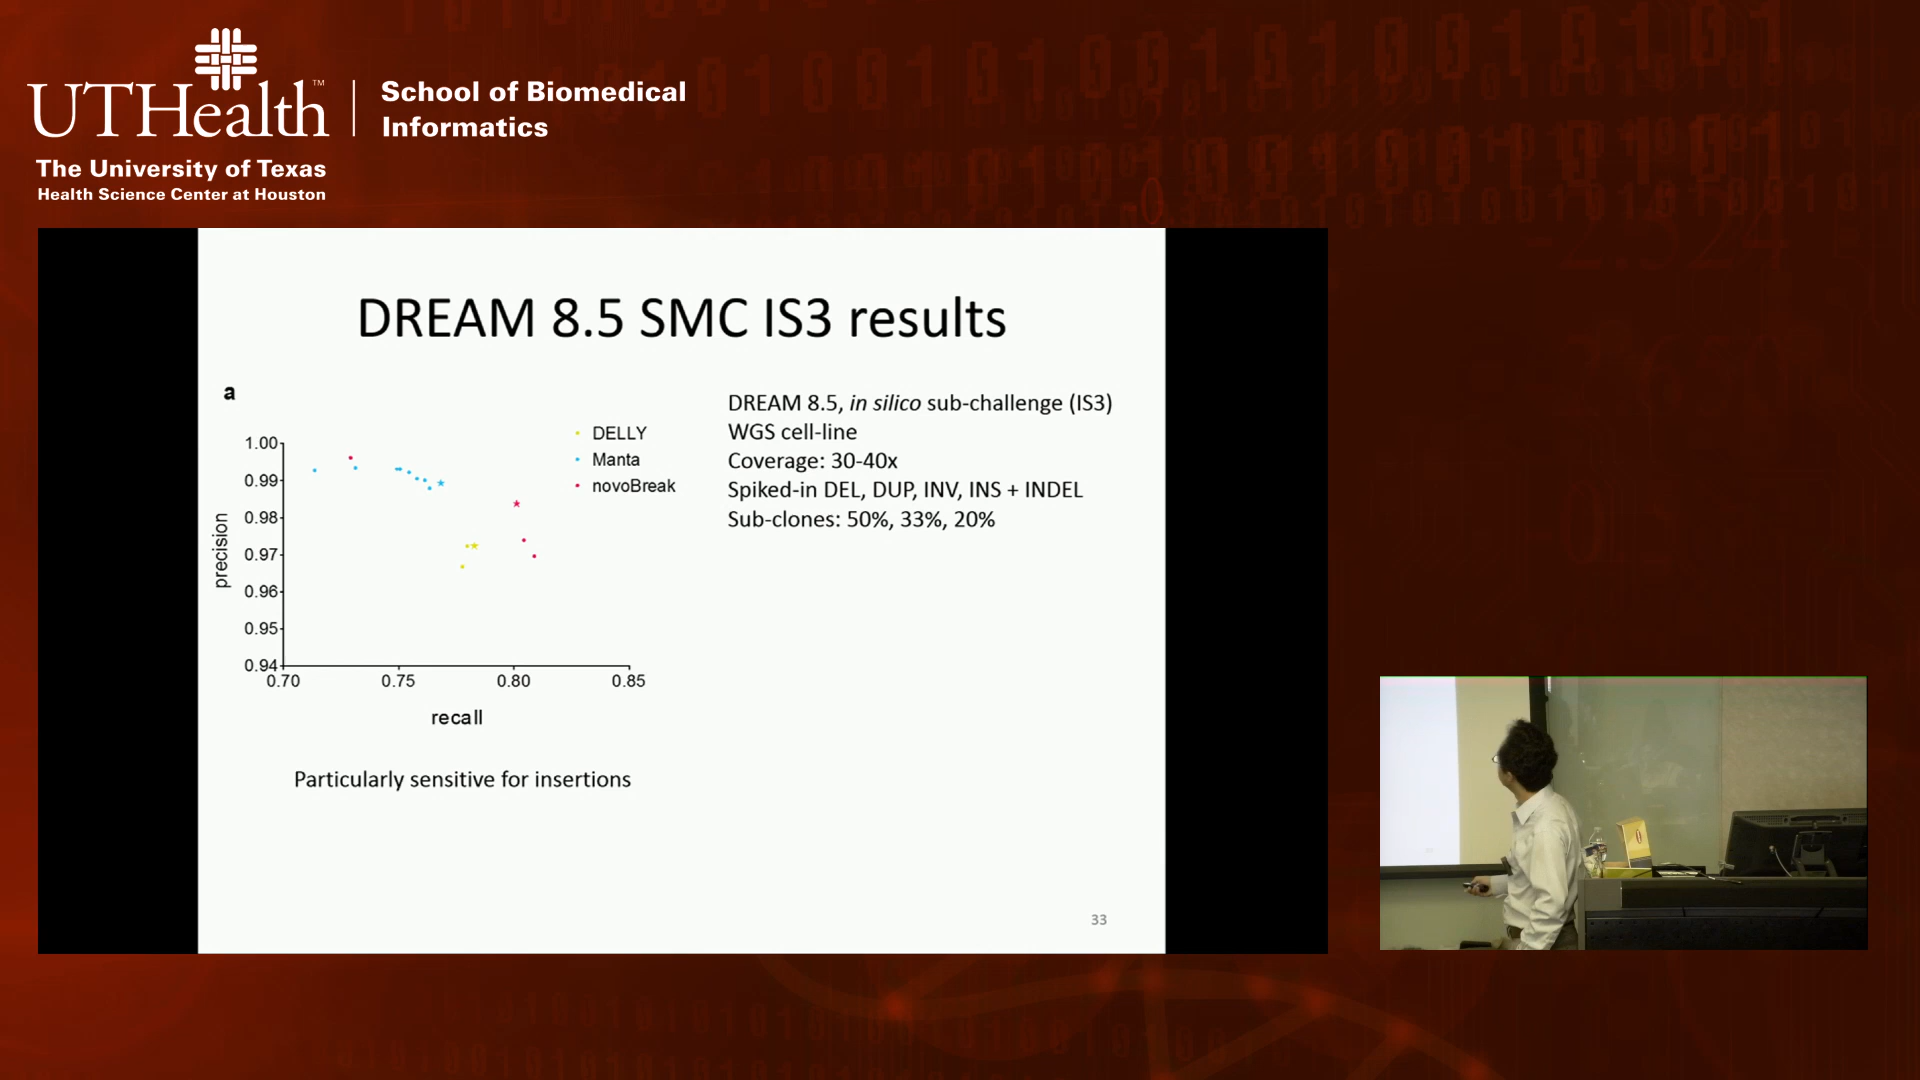 UTHealth™
School of Biomedical
Informatics
The University of Texas
Health Science Center at Houston
DREAM 8.5 SMC IS3 results
a
DELLY
Manta
novoBreak
1.00
0.99
0.98
0.97
0.96
0.95
0.94
precision
0.70 0.75 0.80 0.85
recall
Particularly sensitive for insertions
DREAM 8.5, in silico sub-challenge (IS3)
WGS cell-line
Coverage: 30-40x
Spiked-in DEL, DUP, INV, INS + INDEL
Sub-clones: 50%, 33%, 20%
33